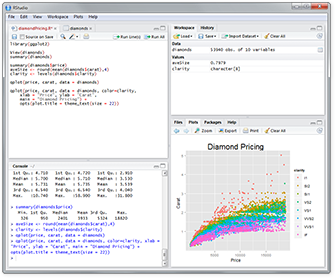 RStudio
File Edit View Workspace Plots Help
diamondPricing.R* diamonds
Source on Save Run Line(s) Run All
library(ggplot2)
View(diamonds)
summary(diamonds)
summary(diamonds$price)
aveSize <- round(mean(diamonds$carat),4)
clarity <- levels(diamonds$clarity)
qplot(price, carat, data = diamonds)
qplot(price, carat, data = diamonds, color=clarity,
xlab = "Price", ylab = "Carat",
main = "Diamond Pricing") +
opts(plot.title = theme_text(size = 22))
Console
1st Qu.: 4.710 1st Qu.: 4.720 1st Qu.: 2.910
Median : 5.700 Median : 5.710 Median : 3.530
Mean : 5.731 Mean : 5.735 Mean : 3.539
3rd Qu.: 6.540 3rd Qu.: 6.540 3rd Qu.: 4.040
Max. :10.740 Max. :58.900 Max. :31.800
> summary(diamonds$price)
Min. 1st Qu. Median Mean 3rd Qu. Max.
326 950 2401 3933 5324 18820
> aveSize <- round(mean(diamonds$carat),4)
> clarity <- levels(diamonds$clarity)
> qplot(price, carat, data = diamonds)
> qplot(price, carat, data = diamonds, color=clarity, xlab =
"Price", ylab = "Carat", main = "Diamond Pricing") +
opts(plot.title = theme_text(size = 22))
>
Workspace History
Load Save Import Dataset Clear All
Data
diamonds 53940 obs. of 10 variables
Values
aveSize 0.7979
clarity character[8]
Files Plots Packages Help
Zoom Export Print Clear All
Diamond Pricing
Carat
Price
clarity
I1
SI2
SI1
VS2
VS1
VVS2
VVS1
IF